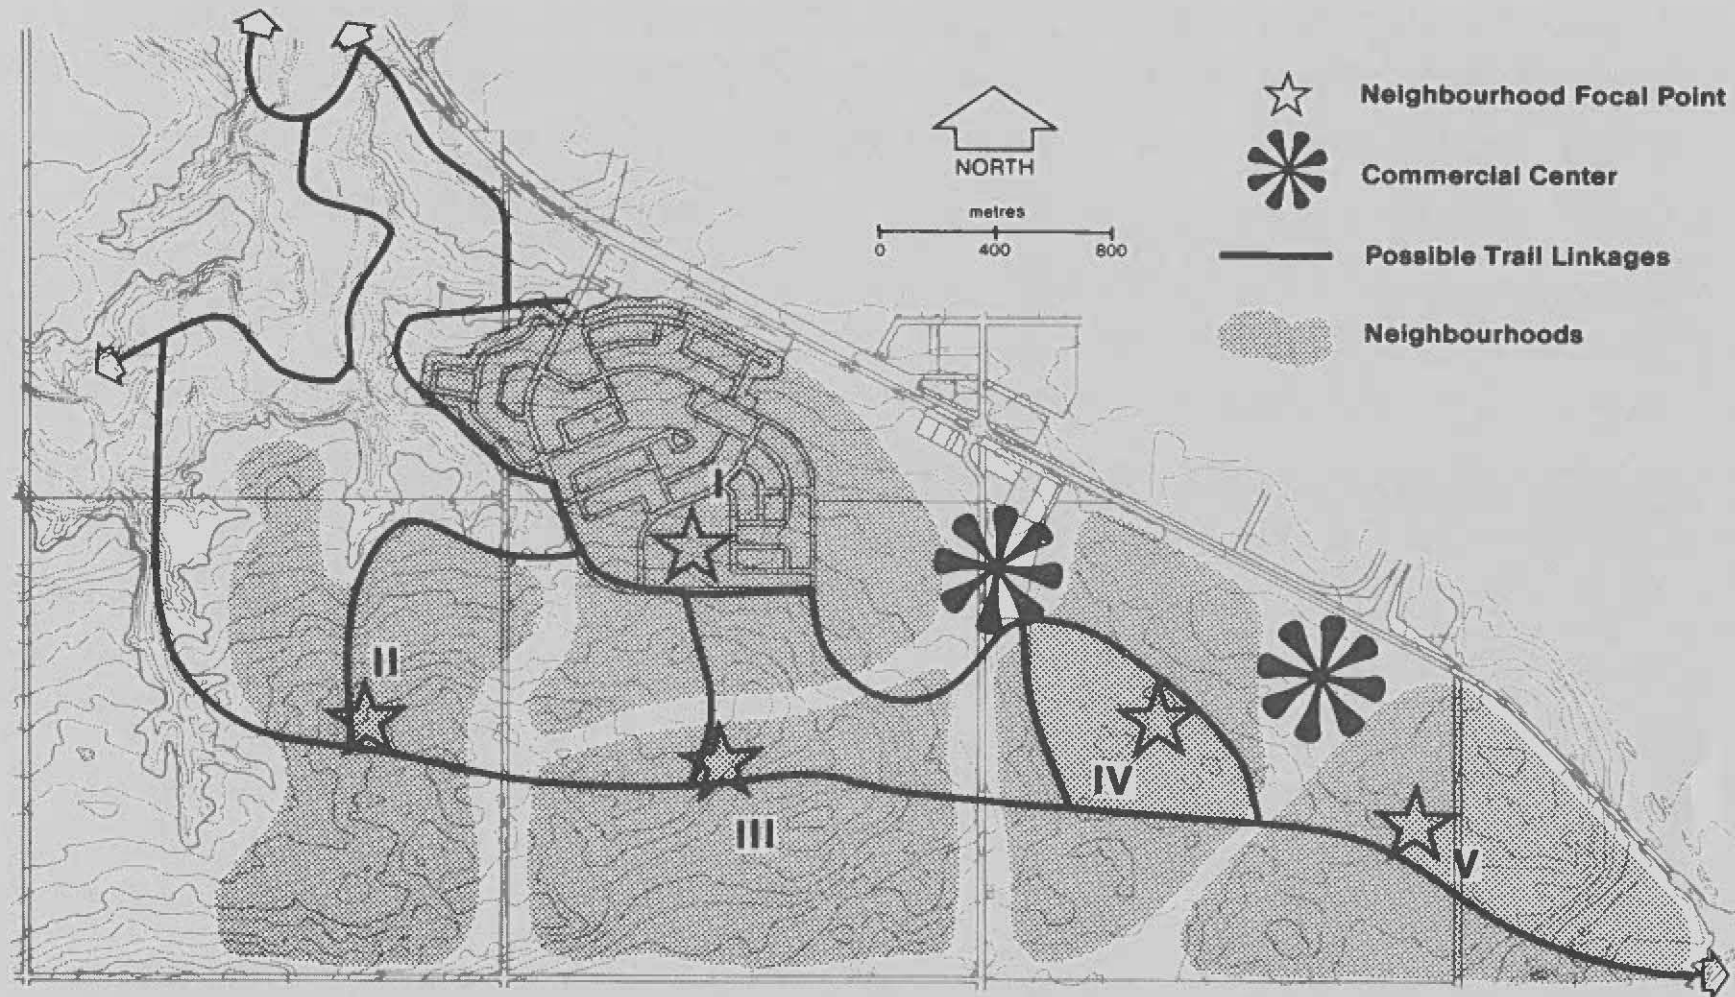 Neighbourhood Focal Point
Commercial Center
Possible Trail Linkages
Neighbourhoods
NORTH
metres
0 400 800
I
II
III
IV
V